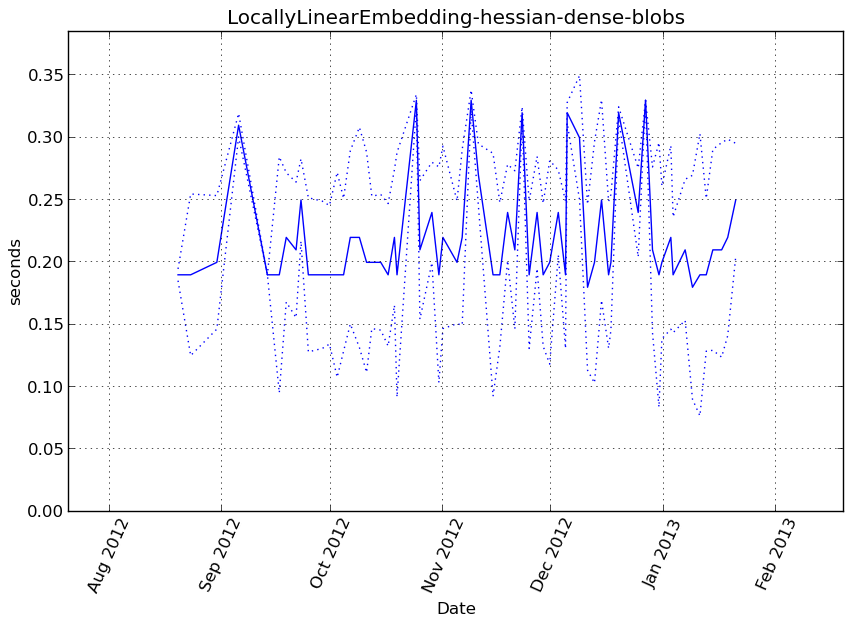 LocallyLinearEmbedding-hessian-dense-blobs
0.35
0.30
0.25
0.20
0.15
0.10
0.05
0.00
seconds
Aug 2012
Sep 2012
Oct 2012
Nov 2012
Dec 2012
Jan 2013
Feb 2013
Date